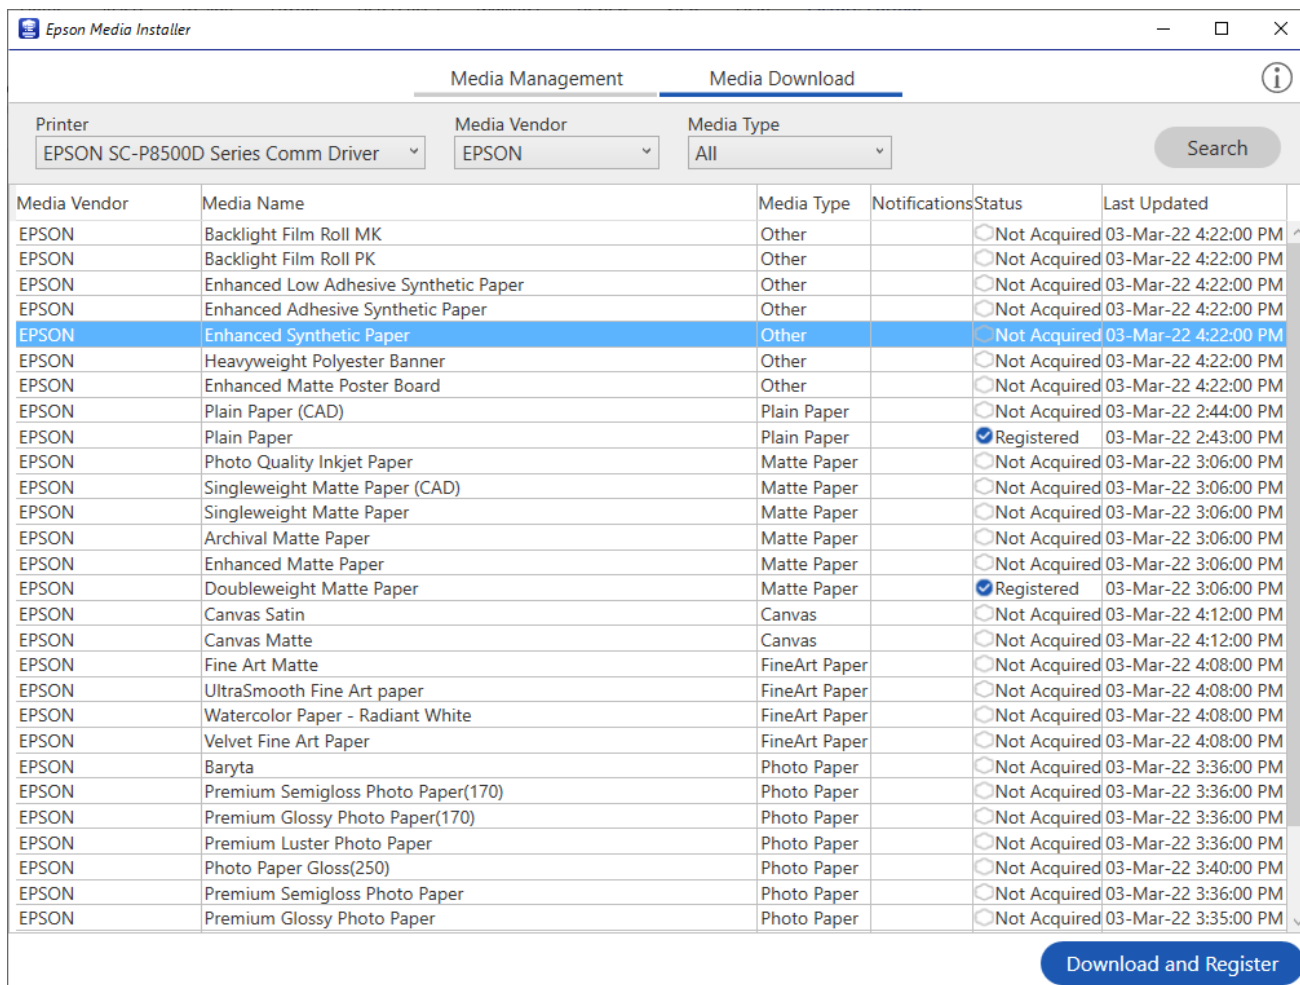 Epson Media Installer
Media Management Media Download
Printer Media Vendor Media Type
EPSON SC-P8500D Series Comm Driver EPSON All Search
Media Vendor Media Name Media Type Notifications Status Last Updated
EPSON Backlight Film Roll MK Other Not Acquired 03-Mar-22 4:22:00 PM
EPSON Backlight Film Roll PK Other Not Acquired 03-Mar-22 4:22:00 PM
EPSON Enhanced Low Adhesive Synthetic Paper Other Not Acquired 03-Mar-22 4:22:00 PM
EPSON Enhanced Adhesive Synthetic Paper Other Not Acquired 03-Mar-22 4:22:00 PM
EPSON Enhanced Synthetic Paper Other Not Acquired 03-Mar-22 4:22:00 PM
EPSON Heavyweight Polyester Banner Other Not Acquired 03-Mar-22 4:22:00 PM
EPSON Enhanced Matte Poster Board Other Not Acquired 03-Mar-22 4:22:00 PM
EPSON Plain Paper (CAD) Plain Paper Not Acquired 03-Mar-22 2:44:00 PM
EPSON Plain Paper Plain Paper Registered 03-Mar-22 2:43:00 PM
EPSON Photo Quality Inkjet Paper Matte Paper Not Acquired 03-Mar-22 3:06:00 PM
EPSON Singleweight Matte Paper (CAD) Matte Paper Not Acquired 03-Mar-22 3:06:00 PM
EPSON Singleweight Matte Paper Matte Paper Not Acquired 03-Mar-22 3:06:00 PM
EPSON Archival Matte Paper Matte Paper Not Acquired 03-Mar-22 3:06:00 PM
EPSON Enhanced Matte Paper Matte Paper Not Acquired 03-Mar-22 3:06:00 PM
EPSON Doubleweight Matte Paper Matte Paper Registered 03-Mar-22 3:06:00 PM
EPSON Canvas Satin Canvas Not Acquired 03-Mar-22 4:12:00 PM
EPSON Canvas Matte Canvas Not Acquired 03-Mar-22 4:12:00 PM
EPSON Fine Art Matte FineArt Paper Not Acquired 03-Mar-22 4:08:00 PM
EPSON UltraSmooth Fine Art paper FineArt Paper Not Acquired 03-Mar-22 4:08:00 PM
EPSON Watercolor Paper - Radiant White FineArt Paper Not Acquired 03-Mar-22 4:08:00 PM
EPSON Velvet Fine Art Paper FineArt Paper Not Acquired 03-Mar-22 4:08:00 PM
EPSON Baryta Photo Paper Not Acquired 03-Mar-22 3:36:00 PM
EPSON Premium Semigloss Photo Paper(170) Photo Paper Not Acquired 03-Mar-22 3:36:00 PM
EPSON Premium Glossy Photo Paper(170) Photo Paper Not Acquired 03-Mar-22 3:36:00 PM
EPSON Premium Luster Photo Paper Photo Paper Not Acquired 03-Mar-22 3:36:00 PM
EPSON Photo Paper Gloss(250) Photo Paper Not Acquired 03-Mar-22 3:40:00 PM
EPSON Premium Semigloss Photo Paper Photo Paper Not Acquired 03-Mar-22 3:36:00 PM
EPSON Premium Glossy Photo Paper Photo Paper Not Acquired 03-Mar-22 3:35:00 PM
Download and Register